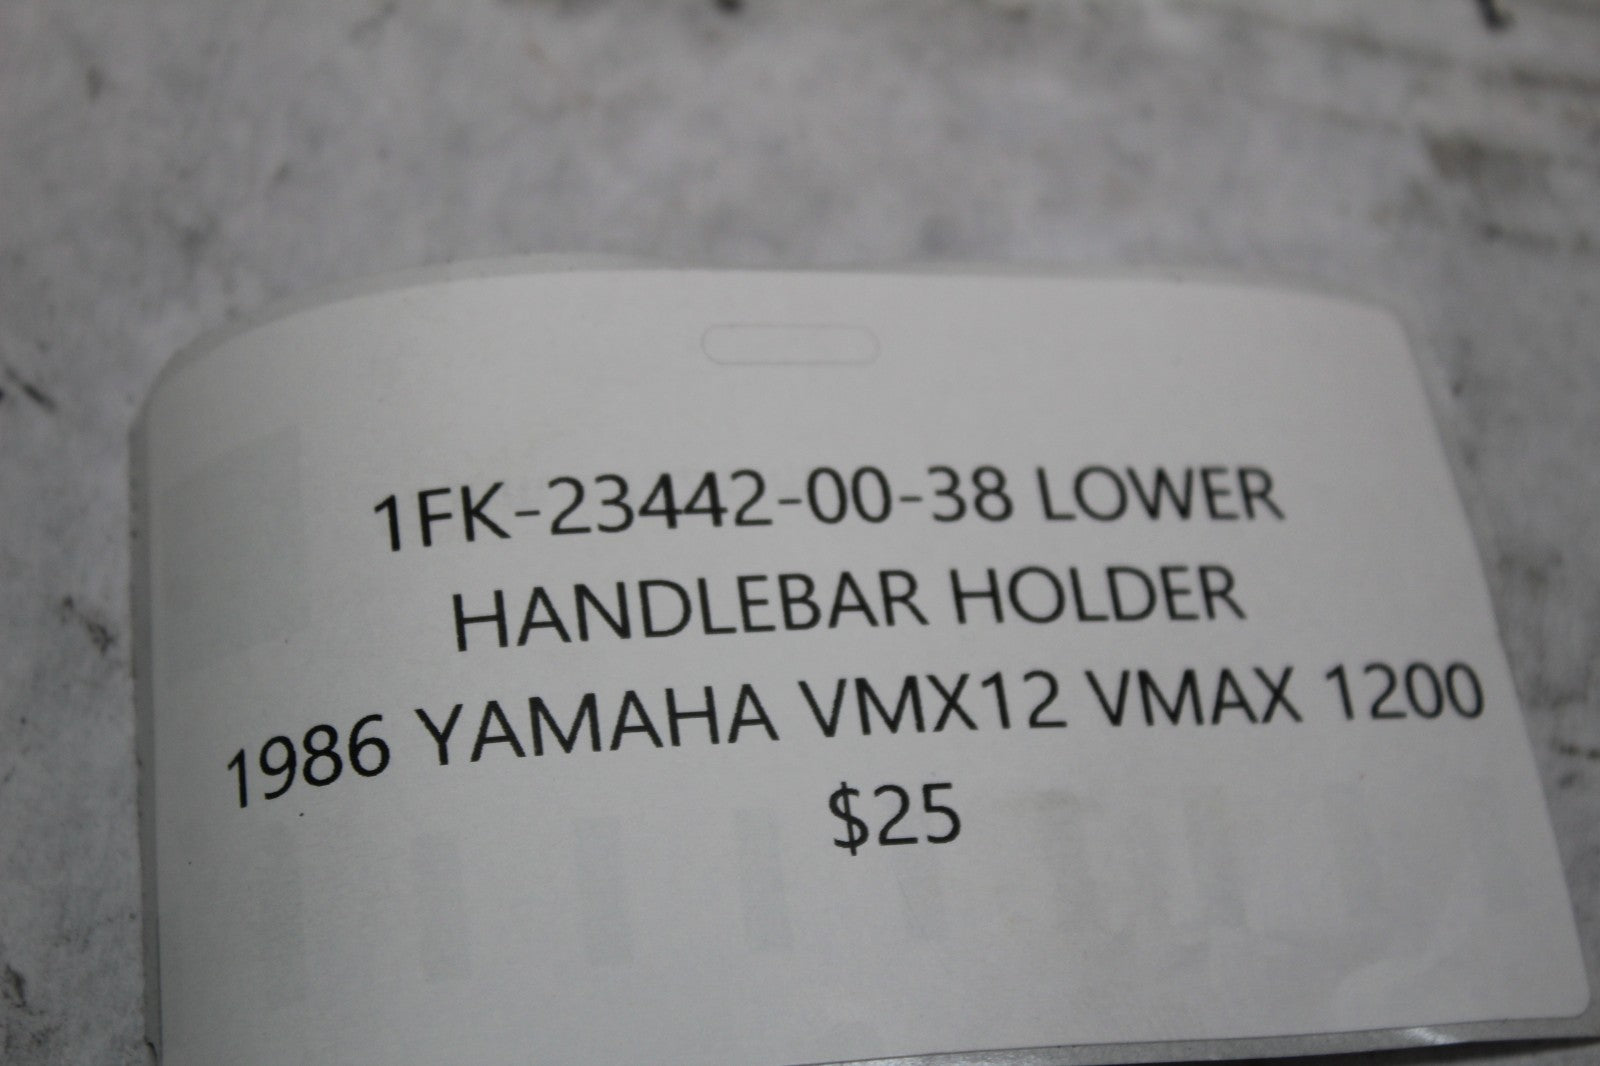 1FK-23442-00-38 LOWER
HANDLEBAR HOLDER
1986 YAMAHA VMX12 VMAX 1200
$25